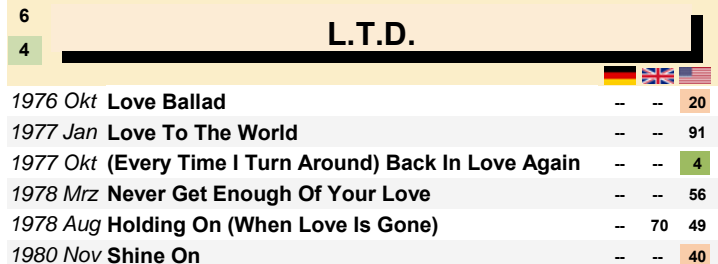 6
L.T.D.
4
1976 Okt Love Ballad -- -- 20
1977 Jan Love To The World -- -- 91
1977 Okt (Every Time I Turn Around) Back In Love Again -- -- 4
1978 Mrz Never Get Enough Of Your Love -- -- 56
1978 Aug Holding On (When Love Is Gone) -- 70 49
1980 Nov Shine On -- -- 40